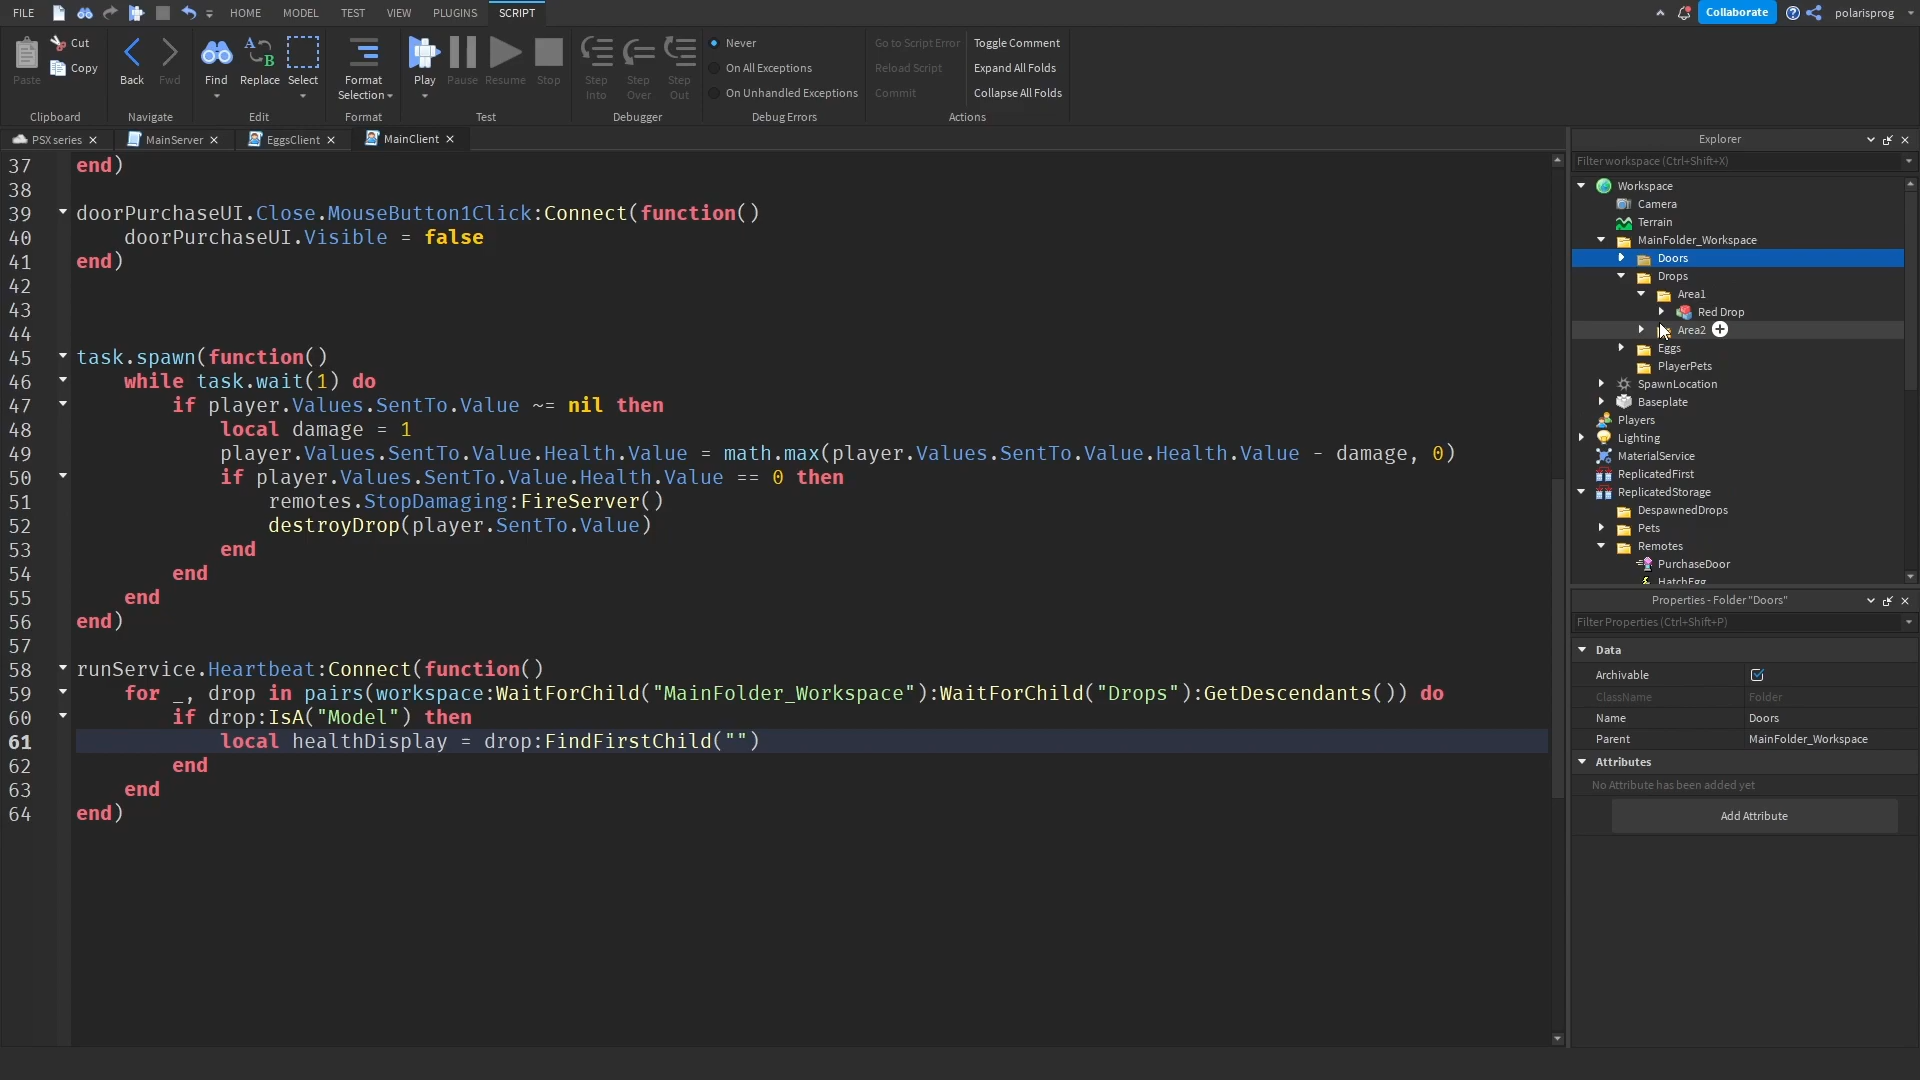 FILE HOME MODEL TEST VIEW PLUGINS SCRIPT Collaborate polarisprog
Paste Cut Copy
Clipboard
Back Fwd
Navigate
Find Replace Select
Edit
Format Selection
Format
Play Pause Resume Stop
Test
Step Into Step Over Step Out
Debugger
Never
On All Exceptions
On Unhandled Exceptions
Debug Errors
Go to Script Error
Reload Script
Commit
Toggle Comment
Expand All Folds
Collapse All Folds
Actions
PSX series MainServer EggsClient MainClient
37 end)
38
39 doorPurchaseUI.Close.MouseButton1Click:Connect(function()
40 doorPurchaseUI.Visible = false
41 end)
42
43
44
45 task.spawn(function()
46 while task.wait(1) do
47 if player.Values.SentTo.Value ~= nil then
48 local damage = 1
49 player.Values.SentTo.Value.Health.Value = math.max(player.Values.SentTo.Value.Health.Value - damage, 0)
50 if player.Values.SentTo.Value.Health.Value == 0 then
51 remotes.StopDamaging:FireServer()
52 destroyDrop(player.SentTo.Value)
53 end
54 end
55 end
56 end)
57
58 runService.Heartbeat:Connect(function()
59 for _, drop in pairs(workspace:WaitForChild("MainFolder_Workspace"):WaitForChild("Drops"):GetDescendants()) do
60 if drop:IsA("Model") then
61 local healthDisplay = drop:FindFirstChild("")
62 end
63 end
64 end)
Explorer
Filter workspace (Ctrl+Shift+X)
Workspace
Camera
Terrain
MainFolder_Workspace
Doors
Drops
Area1
Red Drop
Area2
Eggs
PlayerPets
SpawnLocation
Baseplate
Players
Lighting
MaterialService
ReplicatedFirst
ReplicatedStorage
DespawnedDrops
Pets
Remotes
PurchaseDoor
HatchEgg
Properties - Folder "Doors"
Filter Properties (Ctrl+Shift+P)
Data
Archivable
ClassName Folder
Name Doors
Parent MainFolder_Workspace
Attributes
No Attribute has been added yet
Add Attribute